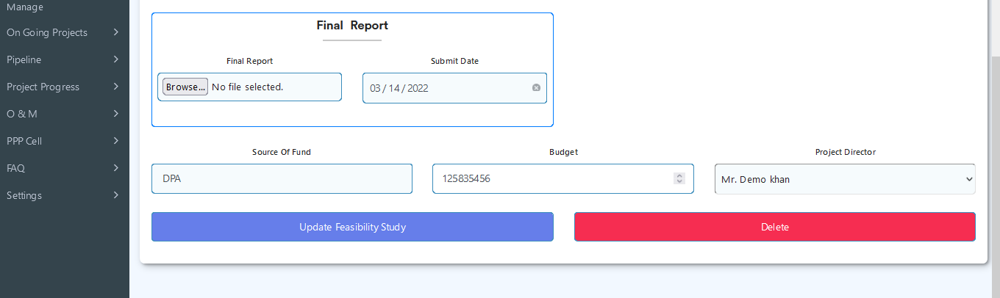 Manage
On Going Projects
Pipeline
Project Progress
O & M
PPP Cell
FAQ
Settings
Final Report
Final Report
Submit Date
Browse... No file selected.
03 / 14 / 2022
Source Of Fund
Budget
Project Director
DPA
125835456
Mr. Demo khan
Update Feasibility Study
Delete